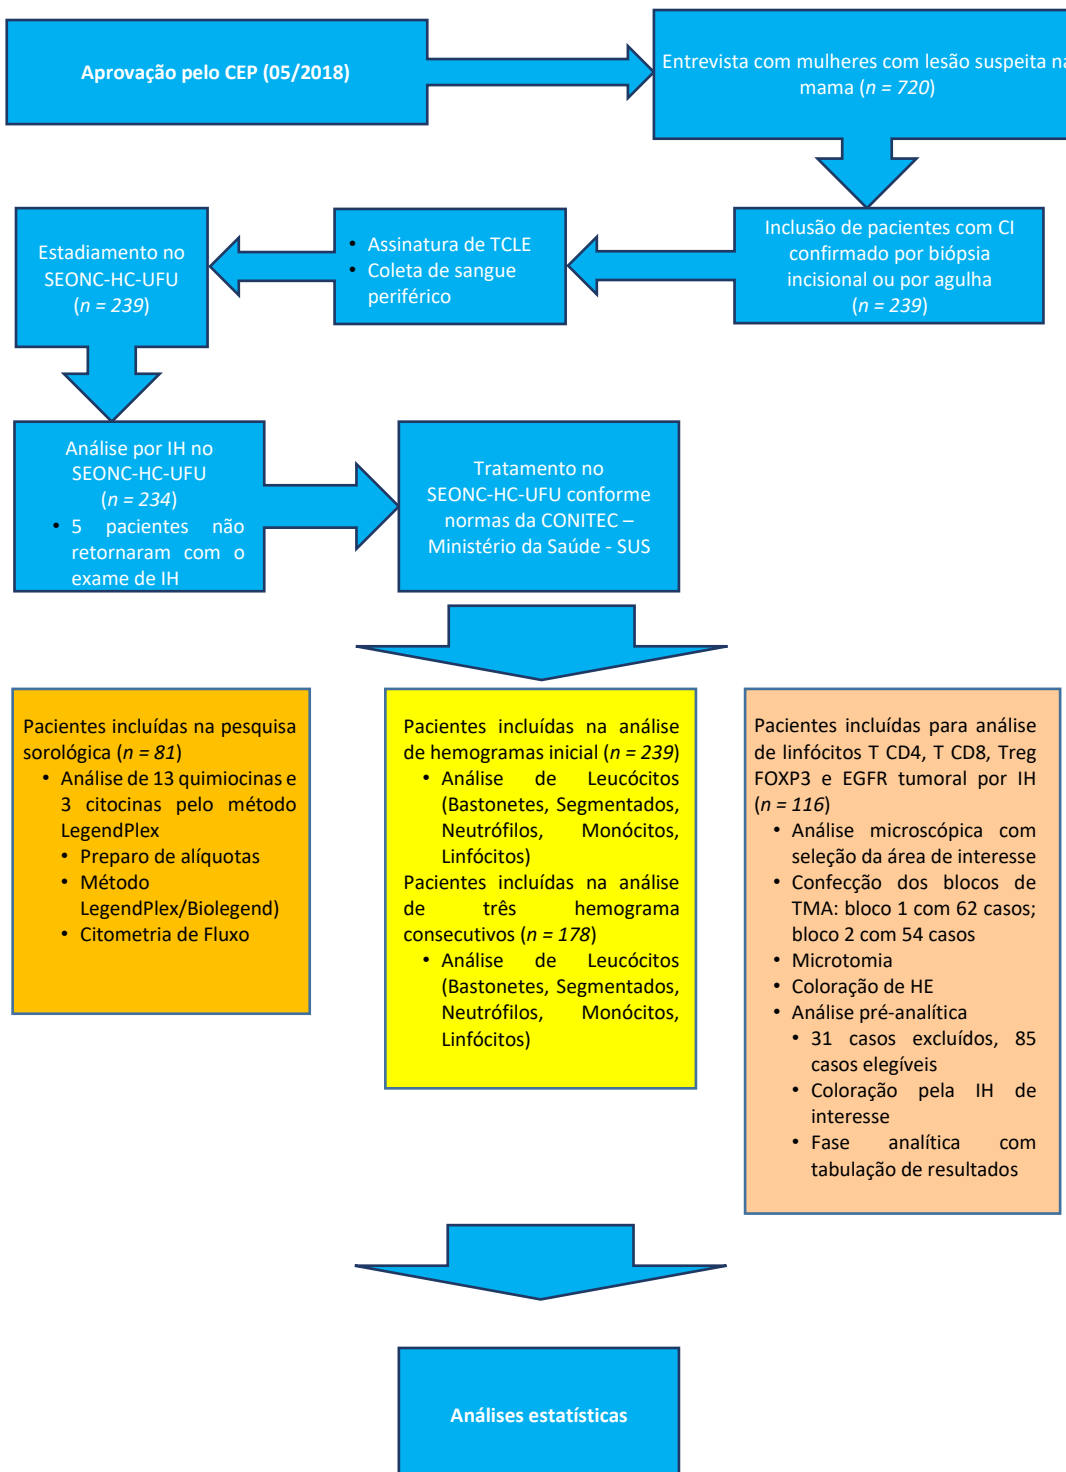 Aprovação pelo CEP (05/2018)
Entrevista com mulheres com lesão suspeita na
mama (n = 720)
Inclusão de pacientes com CI
confirmado por biópsia
incisional ou por agulha
(n = 239)
• Assinatura de TCLE
• Coleta de sangue
periférico
Estadiamento no
SEONC-HC-UFU
(n = 239)
Análise por IH no
SEONC-HC-UFU
(n = 234)
• 5 pacientes não
retornaram com o
exame de IH
Tratamento no
SEONC-HC-UFU conforme
normas da CONITEC –
Ministério da Saúde - SUS
Pacientes incluídas na pesquisa
sorológica (n = 81)
• Análise de 13 quimiocinas e
3 citocinas pelo método
LegendPlex
• Preparo de alíquotas
• Método
LegendPlex/Biolegend)
• Citometria de Fluxo
Pacientes incluídas na análise
de hemogramas inicial (n = 239)
• Análise de Leucócitos
(Bastonetes, Segmentados,
Neutrófilos, Monócitos,
Linfócitos)
Pacientes incluídas na análise
de três hemograma
consecutivos (n = 178)
• Análise de Leucócitos
(Bastonetes, Segmentados,
Neutrófilos, Monócitos,
Linfócitos)
Pacientes incluídas para análise
de linfócitos T CD4, T CD8, Treg
FOXP3 e EGFR tumoral por IH
(n = 116)
• Análise microscópica com
seleção da área de interesse
• Confecção dos blocos de
TMA: bloco 1 com 62 casos;
bloco 2 com 54 casos
• Microtomia
• Coloração de HE
• Análise pré-analítica
• 31 casos excluídos, 85
casos elegíveis
• Coloração pela IH de
interesse
• Fase analítica com
tabulação de resultados
Análises estatísticas